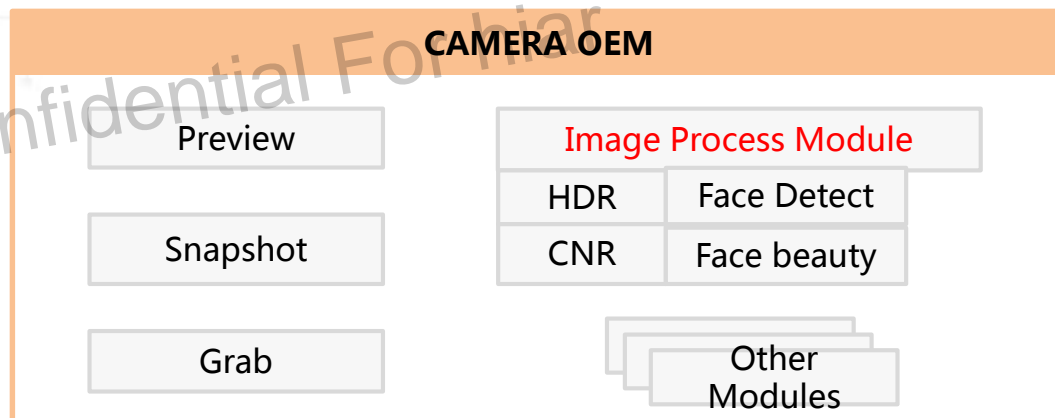 CAMERA OEM
nfidential For hiar
Preview
Image Process Module
HDR
Face Detect
Snapshot
CNR
Face beauty
Grab
Other
Modules